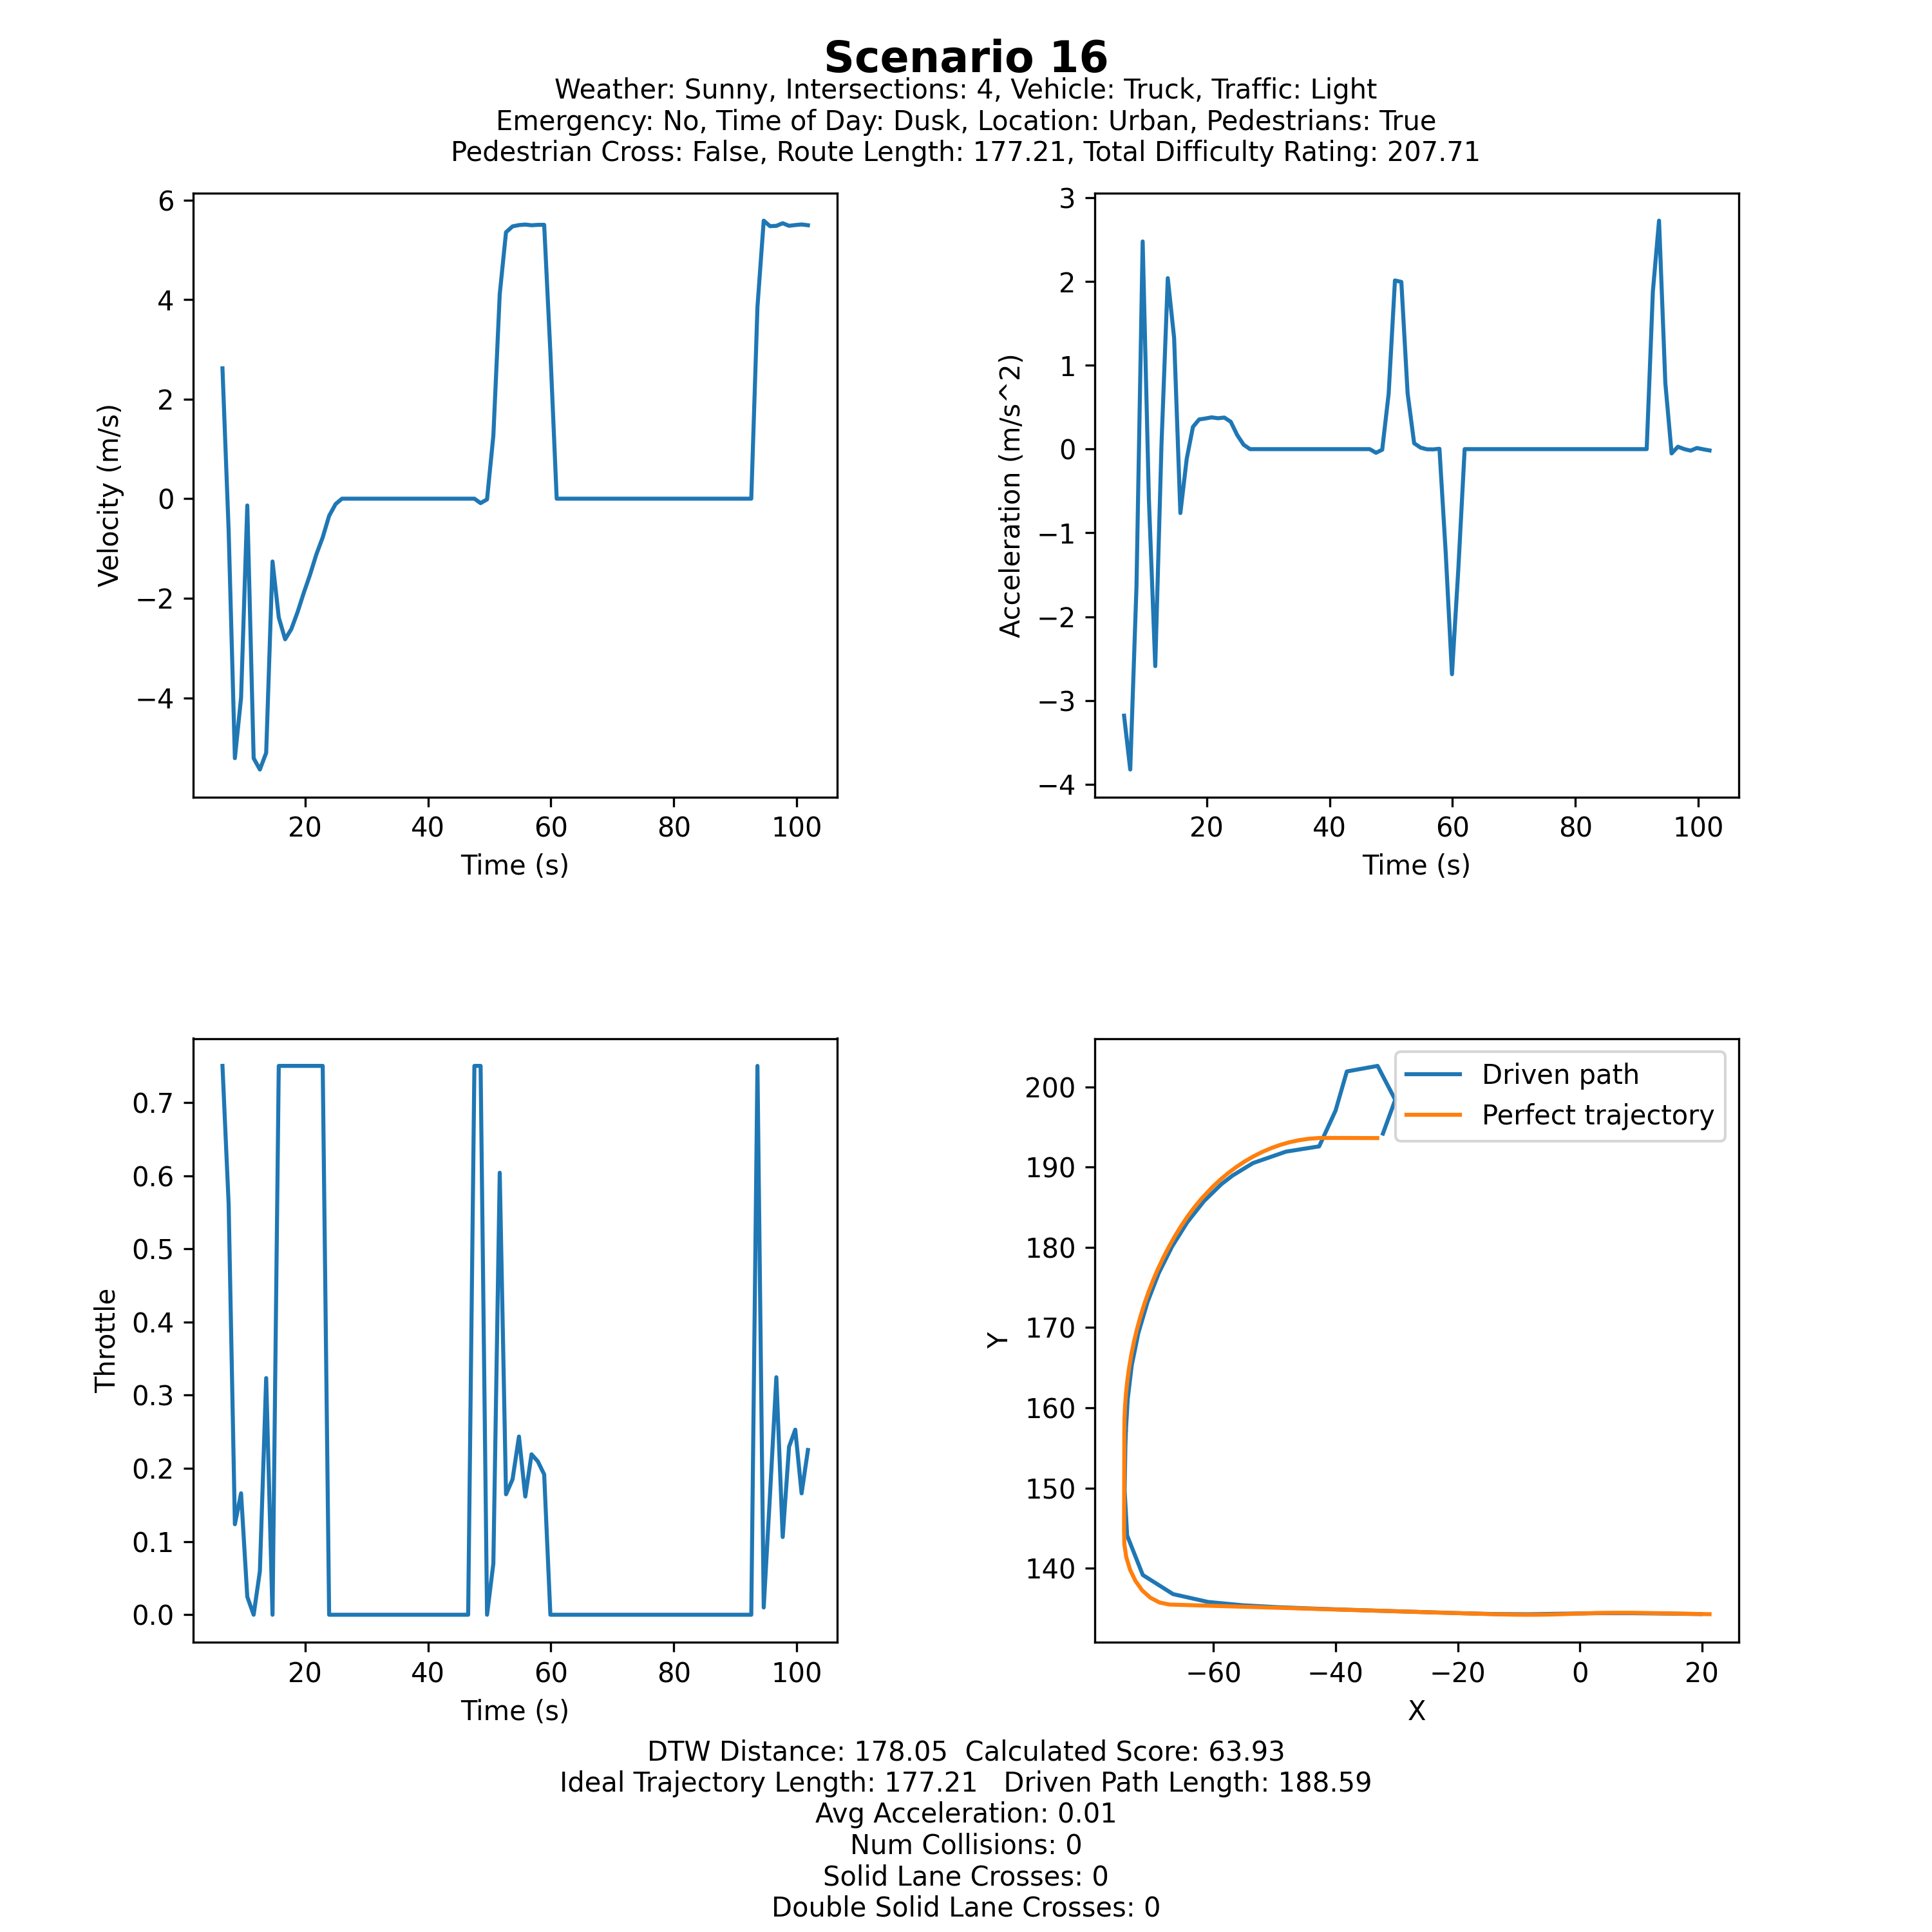 Scenario 16
Weather: Sunny, Intersections: 4, Vehicle: Truck, Traffic: Light
Emergency: No, Time of Day: Dusk, Location: Urban, Pedestrians: True
Pedestrian Cross: False, Route Length: 177.21, Total Difficulty Rating: 207.71
6
4
2
0
−2
−4
Velocity (m/s)
20 40 60 80 100
Time (s)
3
2
1
0
−1
−2
−3
−4
Acceleration (m/s^2)
20 40 60 80 100
Time (s)
0.7
0.6
0.5
0.4
0.3
0.2
0.1
0.0
Throttle
20 40 60 80 100
Time (s)
Driven path
Perfect trajectory
200
190
180
170
160
150
140
Y
−60 −40 −20 0 20
X
DTW Distance: 178.05  Calculated Score: 63.93
Ideal Trajectory Length: 177.21   Driven Path Length: 188.59
Avg Acceleration: 0.01
Num Collisions: 0
Solid Lane Crosses: 0
Double Solid Lane Crosses: 0